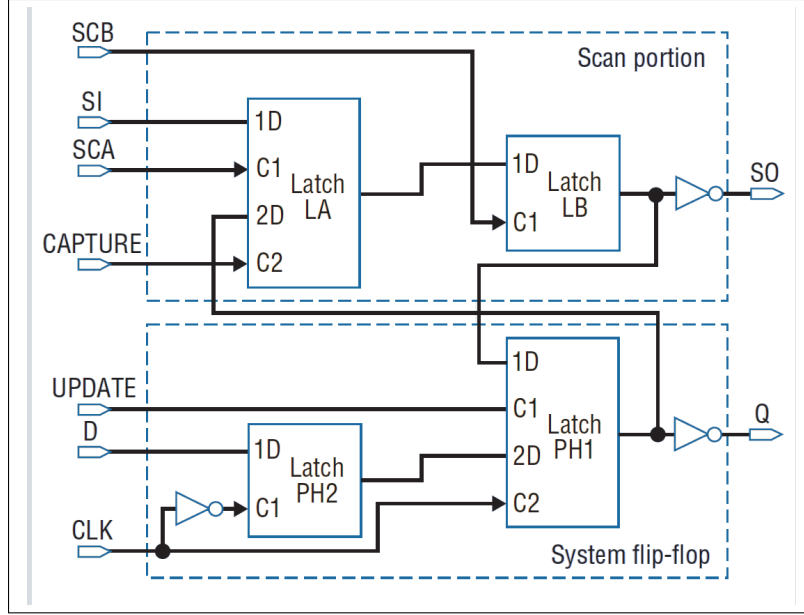 SCB
Scan portion
SI
1D
SCA
C1
Latch
LA
2D
CAPTURE
C2
1D
Latch
LB
C1
SO
UPDATE
D
1D
Latch
PH2
C1
CLK
1D
C1
Latch
PH1
2D
C2
Q
System flip-flop